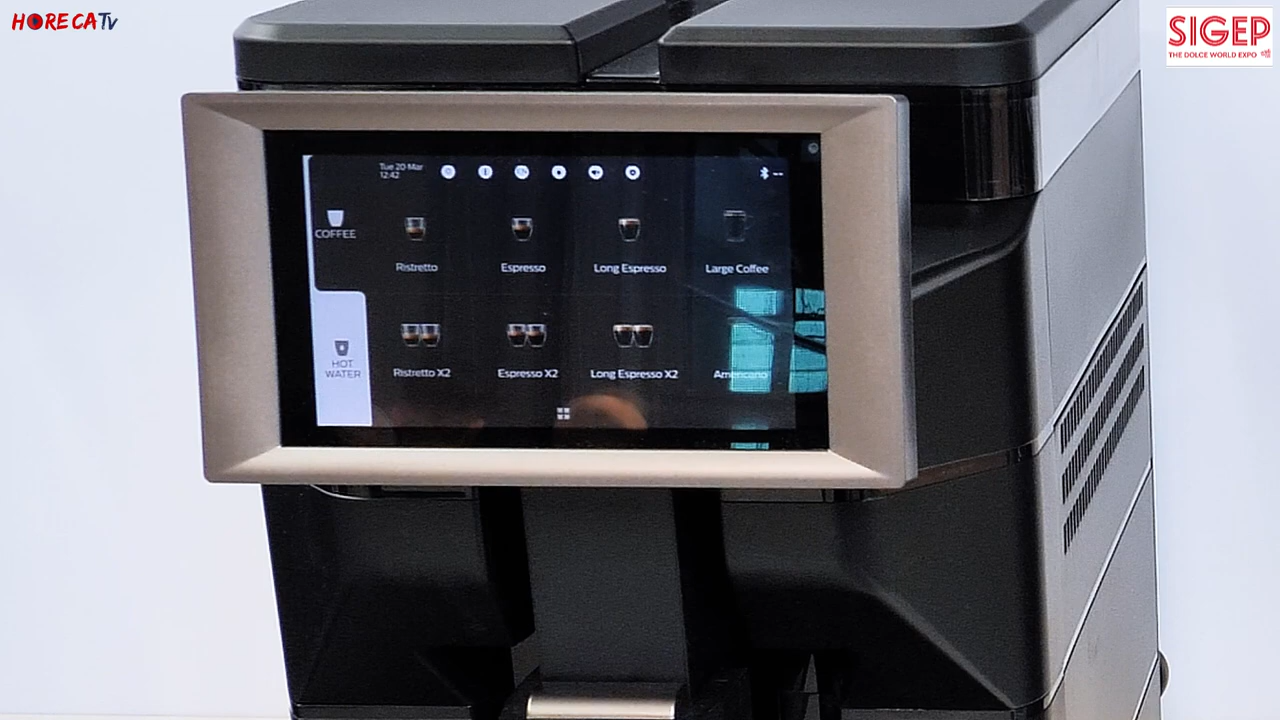 HORECATV
SIGEP
THE DOLCE WORLD EXPO
Tue 20 Mar
12:42
EN
COFFEE
Ristretto
Espresso
Long Espresso
Large Coffee
HOT
WATER
Ristretto X2
Espresso X2
Long Espresso X2
Americano